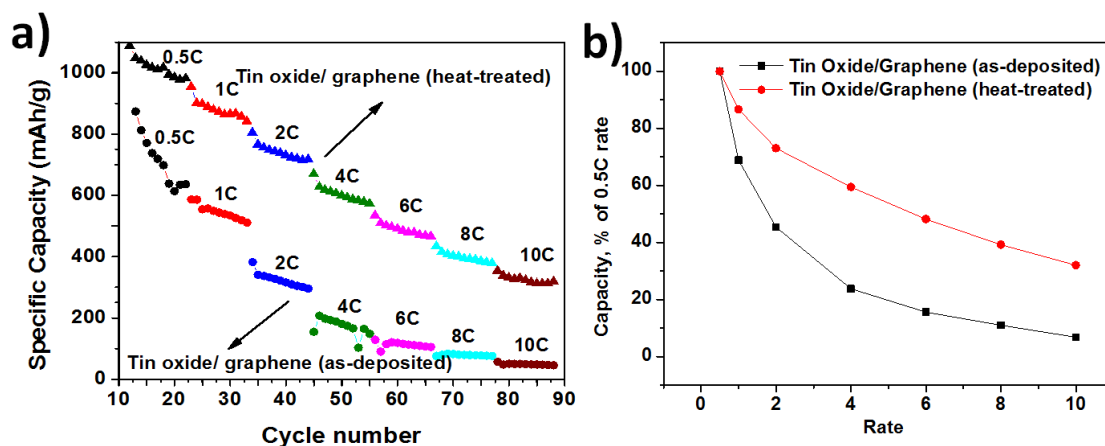 a)
Specific Capacity (mAh/g)
1000
800
600
400
200
0
10 20 30 40 50 60 70 80 90
Cycle number
0.5C
1C
2C
4C
6C
8C
10C
Tin oxide/ graphene (heat-treated)
0.5C
1C
2C
4C
6C
8C
10C
Tin oxide/ graphene (as-deposited)
b)
Capacity, % of 0.5C rate
100
80
60
40
20
0
0 2 4 6 8 10
Rate
Tin Oxide/Graphene (as-deposited)
Tin Oxide/Graphene (heat-treated)